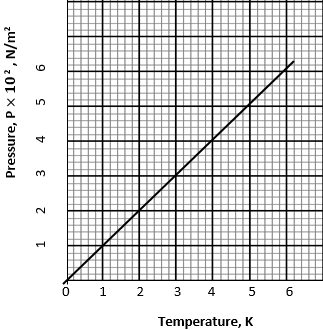 Pressure, P × 10², N/m²
6
5
4
3
2
1
0 1 2 3 4 5 6
Temperature, K